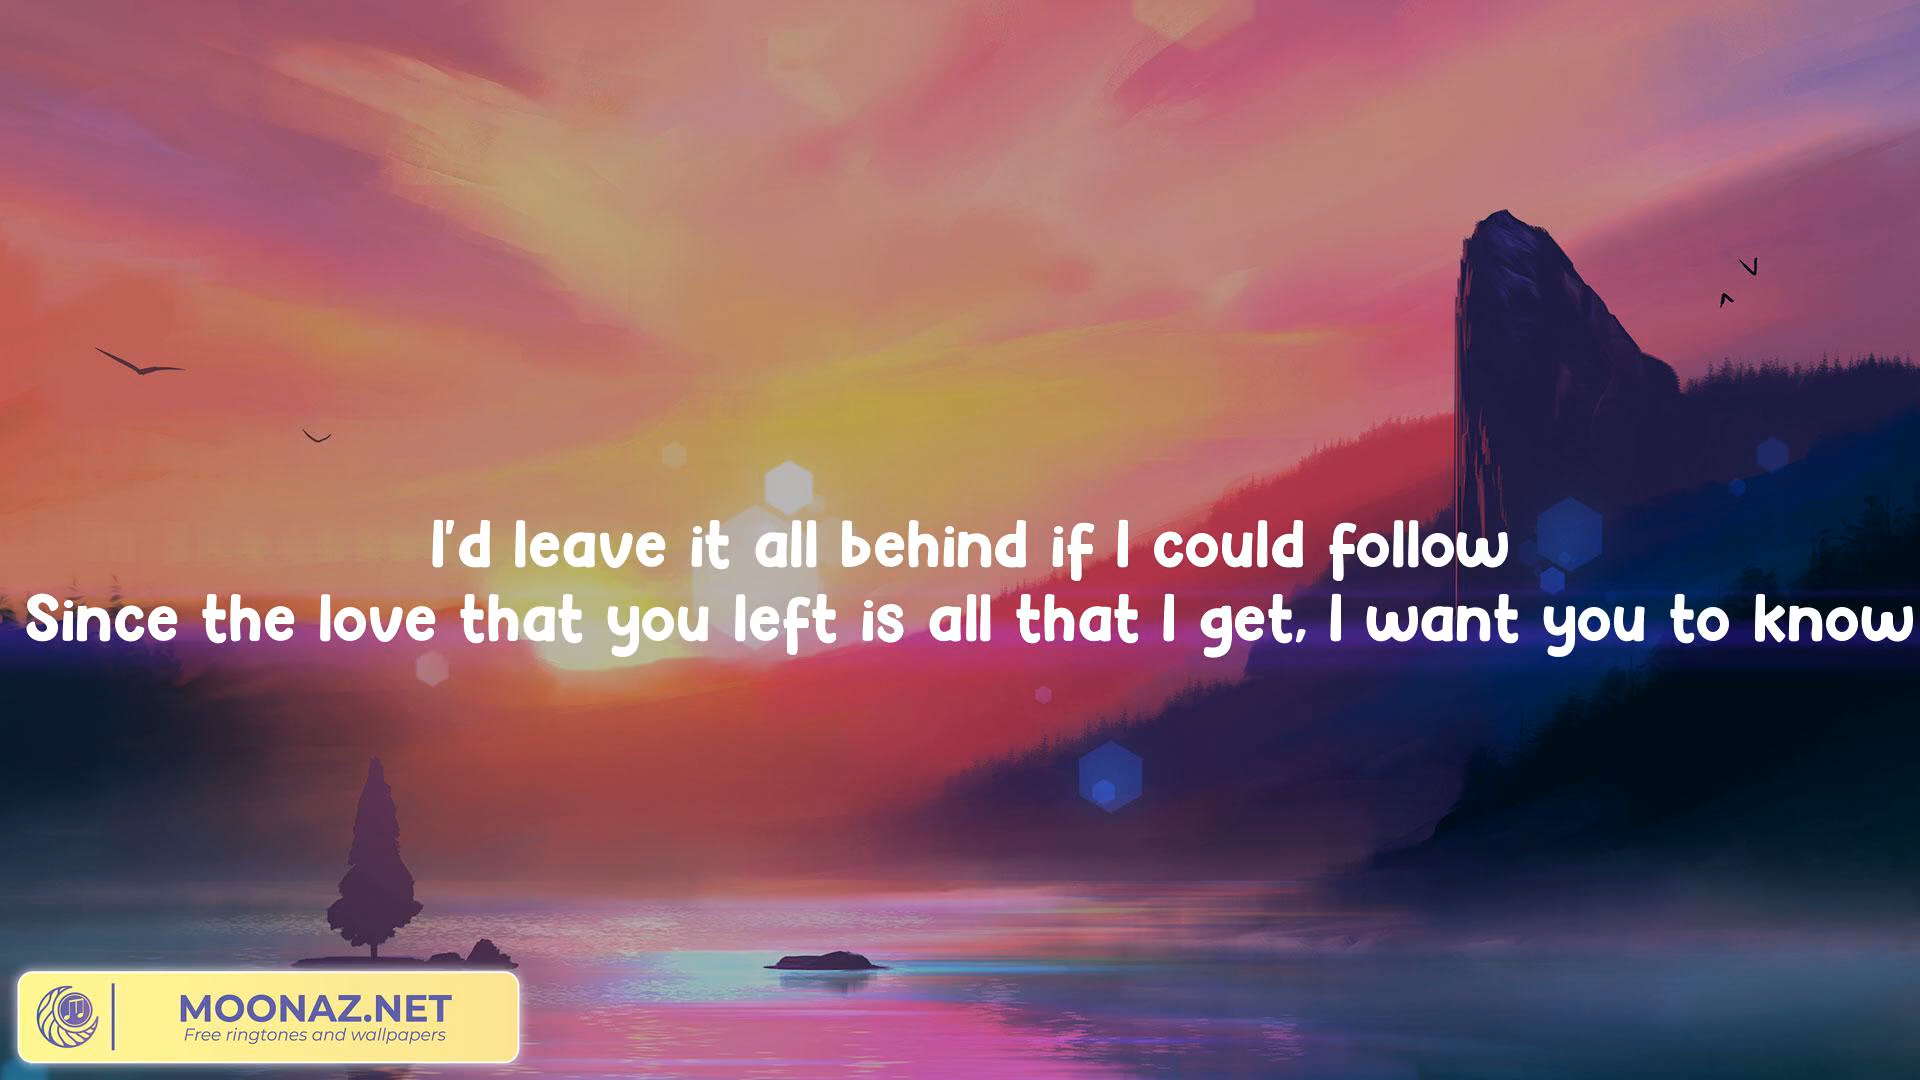 I'd leave it all behind if I could follow
Since the love that you left is all that I get, I want you to know
MOONAZ.NET
Free ringtones and wallpapers